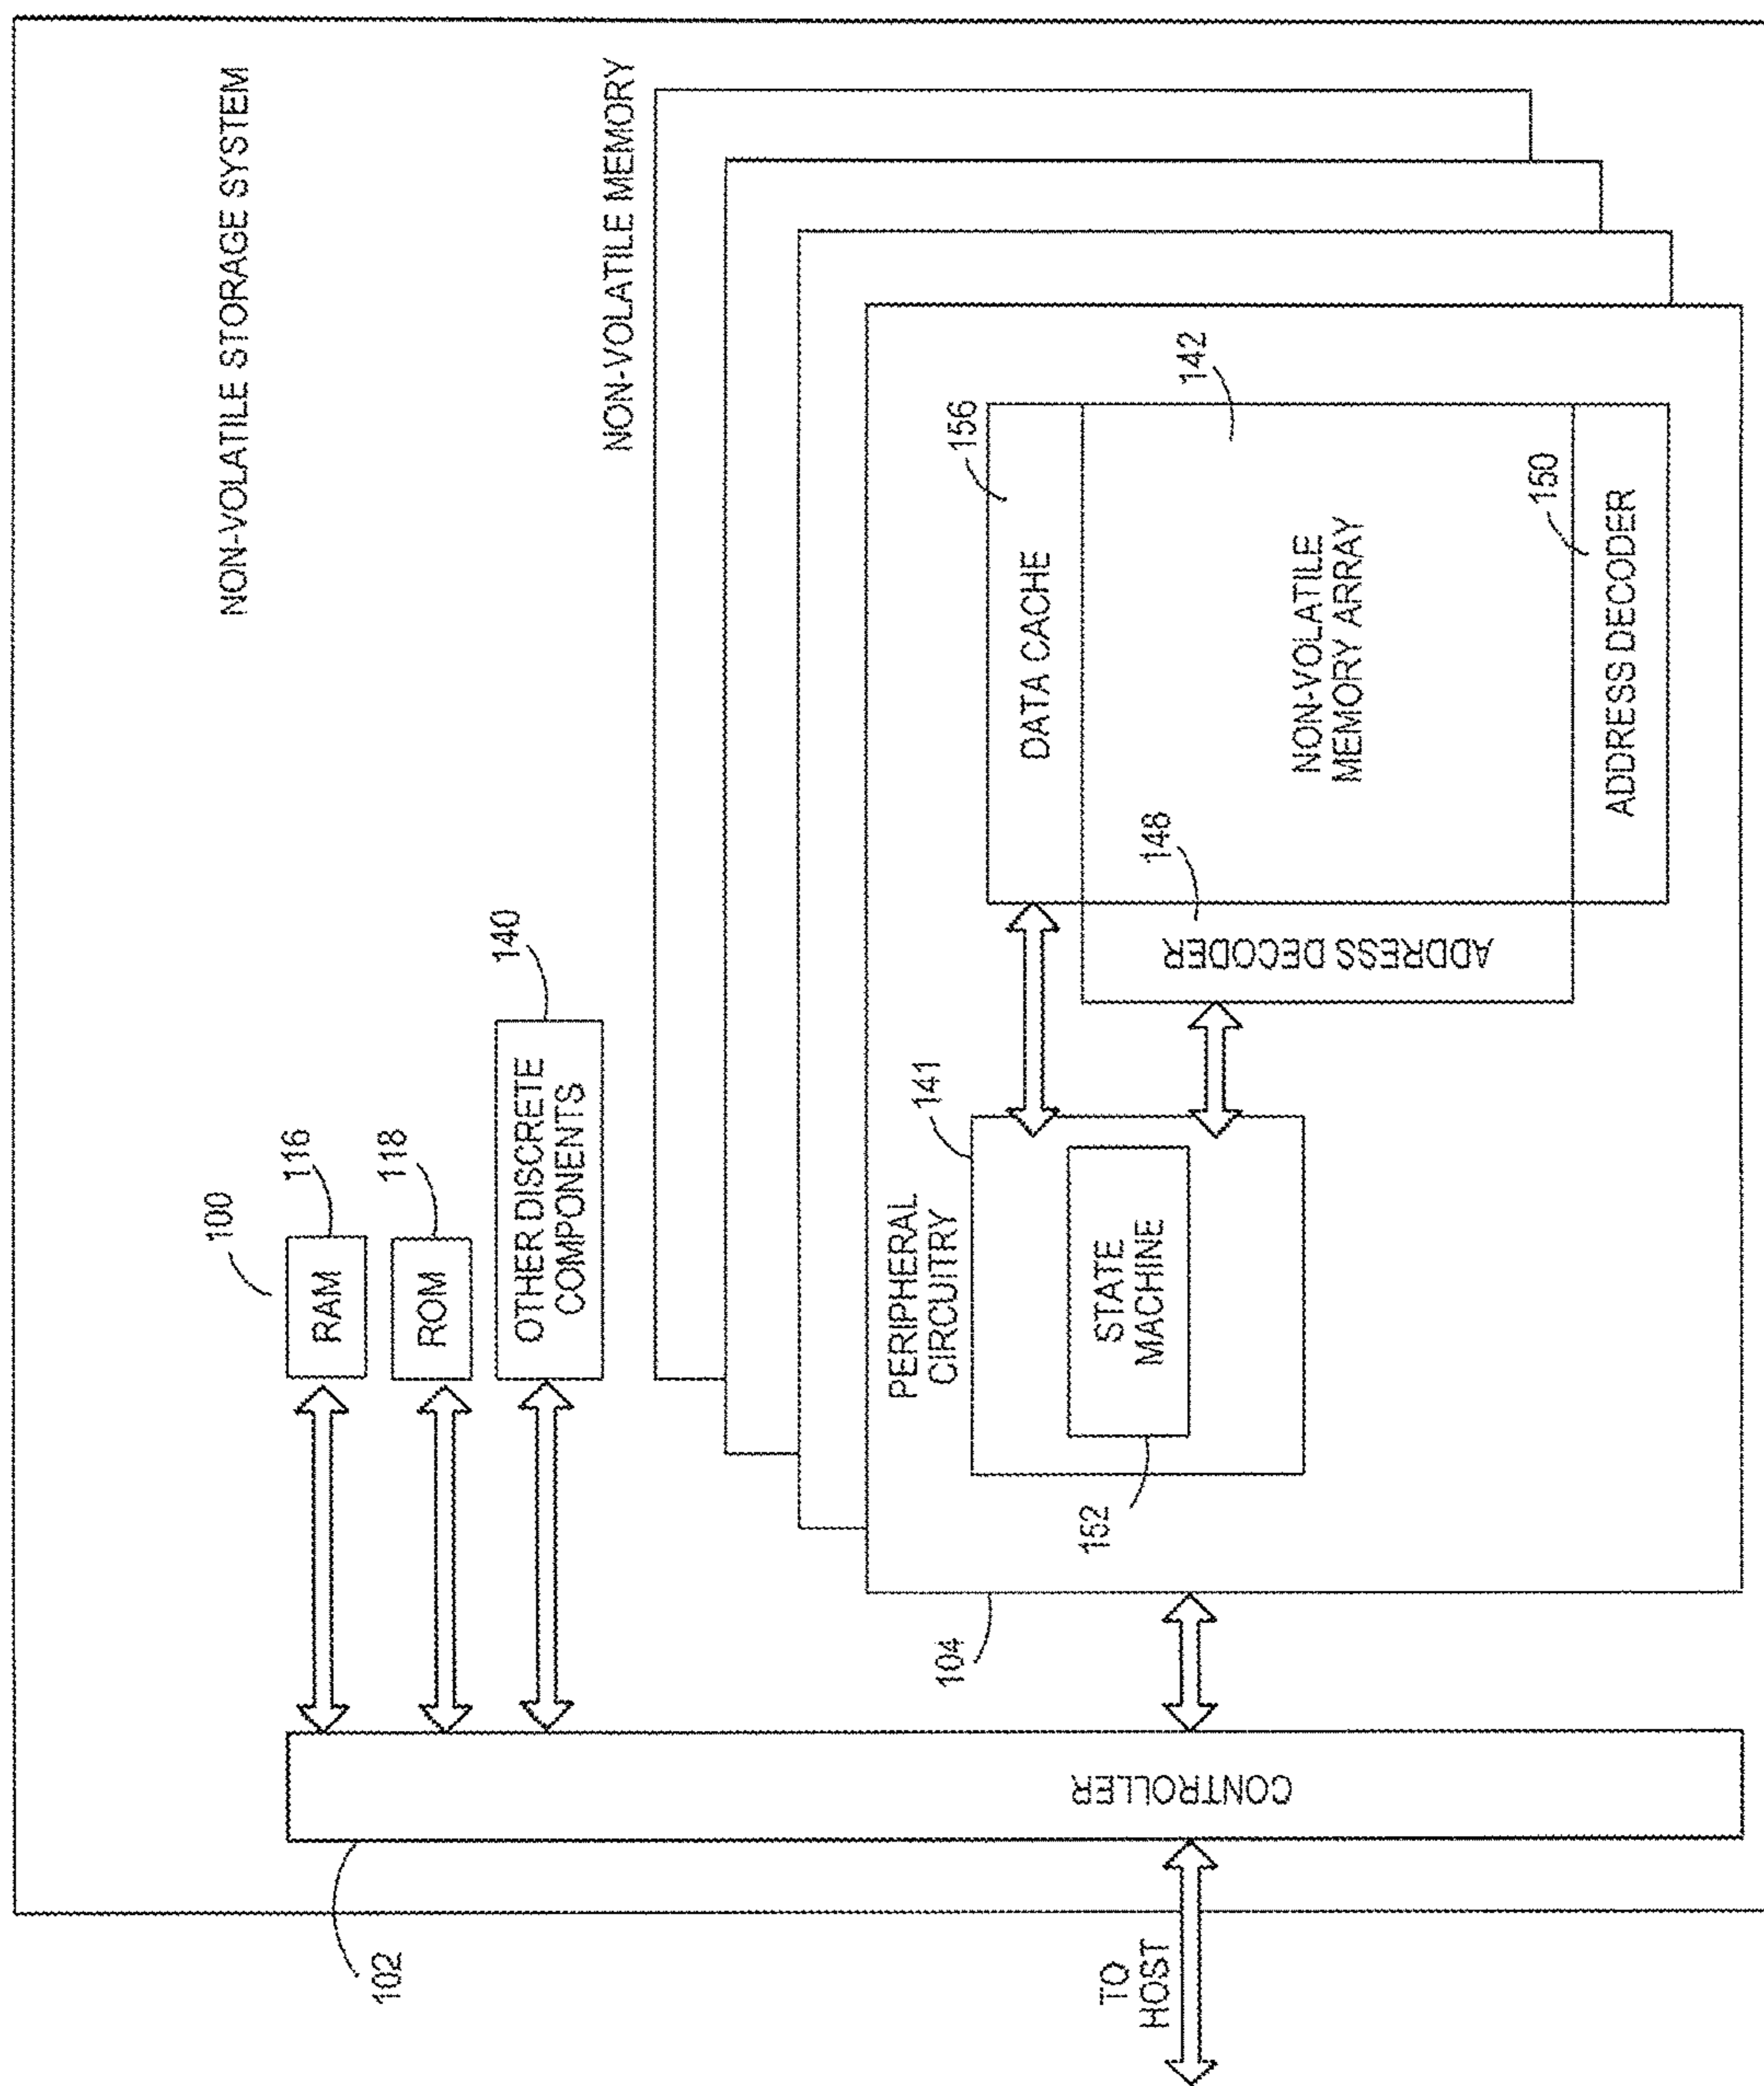 NON-VOLATILE STORAGE SYSTEM
100
116
RAM
118
ROM
102
140
OTHER DISCRETE
COMPONENTS
NON-VOLATILE MEMORY
104
PERIPHERAL
CIRCUITRY
141
156
DATA CACHE
STATE
MACHINE
152
148
142
CONTROLLER
TO
HOST
ADDRESS DECODER
NON-VOLATILE
MEMORY ARRAY
150
ADDRESS DECODER